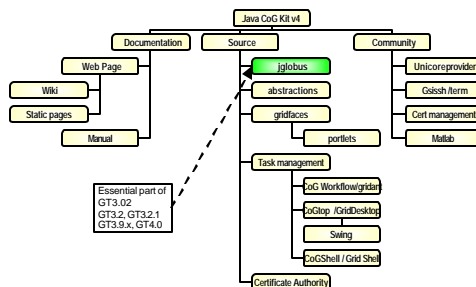 Java CoG Kit v4
Documentation
Source
Community
Web Page
Wiki
Static pages
Manual
jglobus
abstractions
gridfaces
portlets
Task management
CoG Workflow/gridant
CoGtop /GridDesktop
Swing
CoGShell / Grid Shell
Certificate Authority
Unicoreprovider
Gsissh /term
Cert management
Matlab
Essential part of
GT3.02
GT3.2, GT3.2.1
GT3.9.x, GT4.0